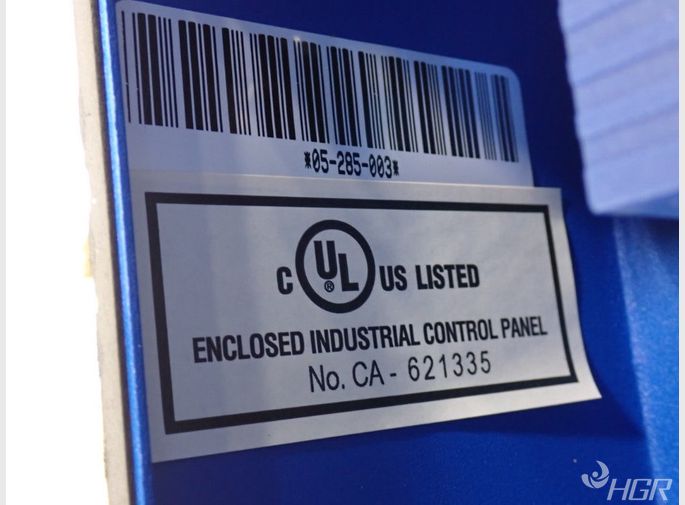 *05-285-003*
C UL ® US LISTED
ENCLOSED INDUSTRIAL CONTROL PANEL
No. CA - 621335
HGR